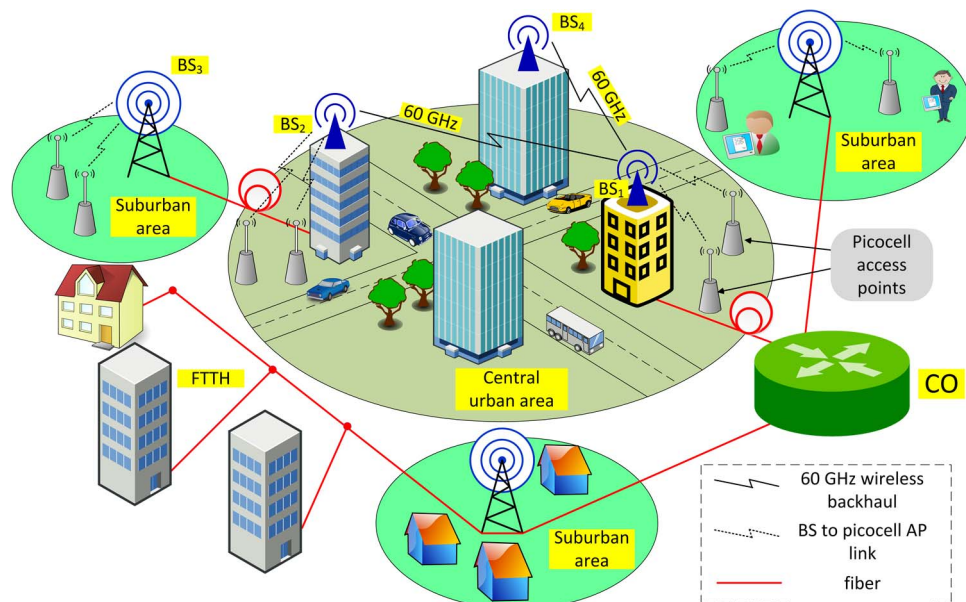 BS4
BS3
60 GHz
60 GHz
BS2
BS1
Suburban
area
Suburban
area
Picocell
access
points
FTTH
Central
urban area
CO
Suburban
area
60 GHz wireless
backhaul
BS to picocell AP
link
fiber